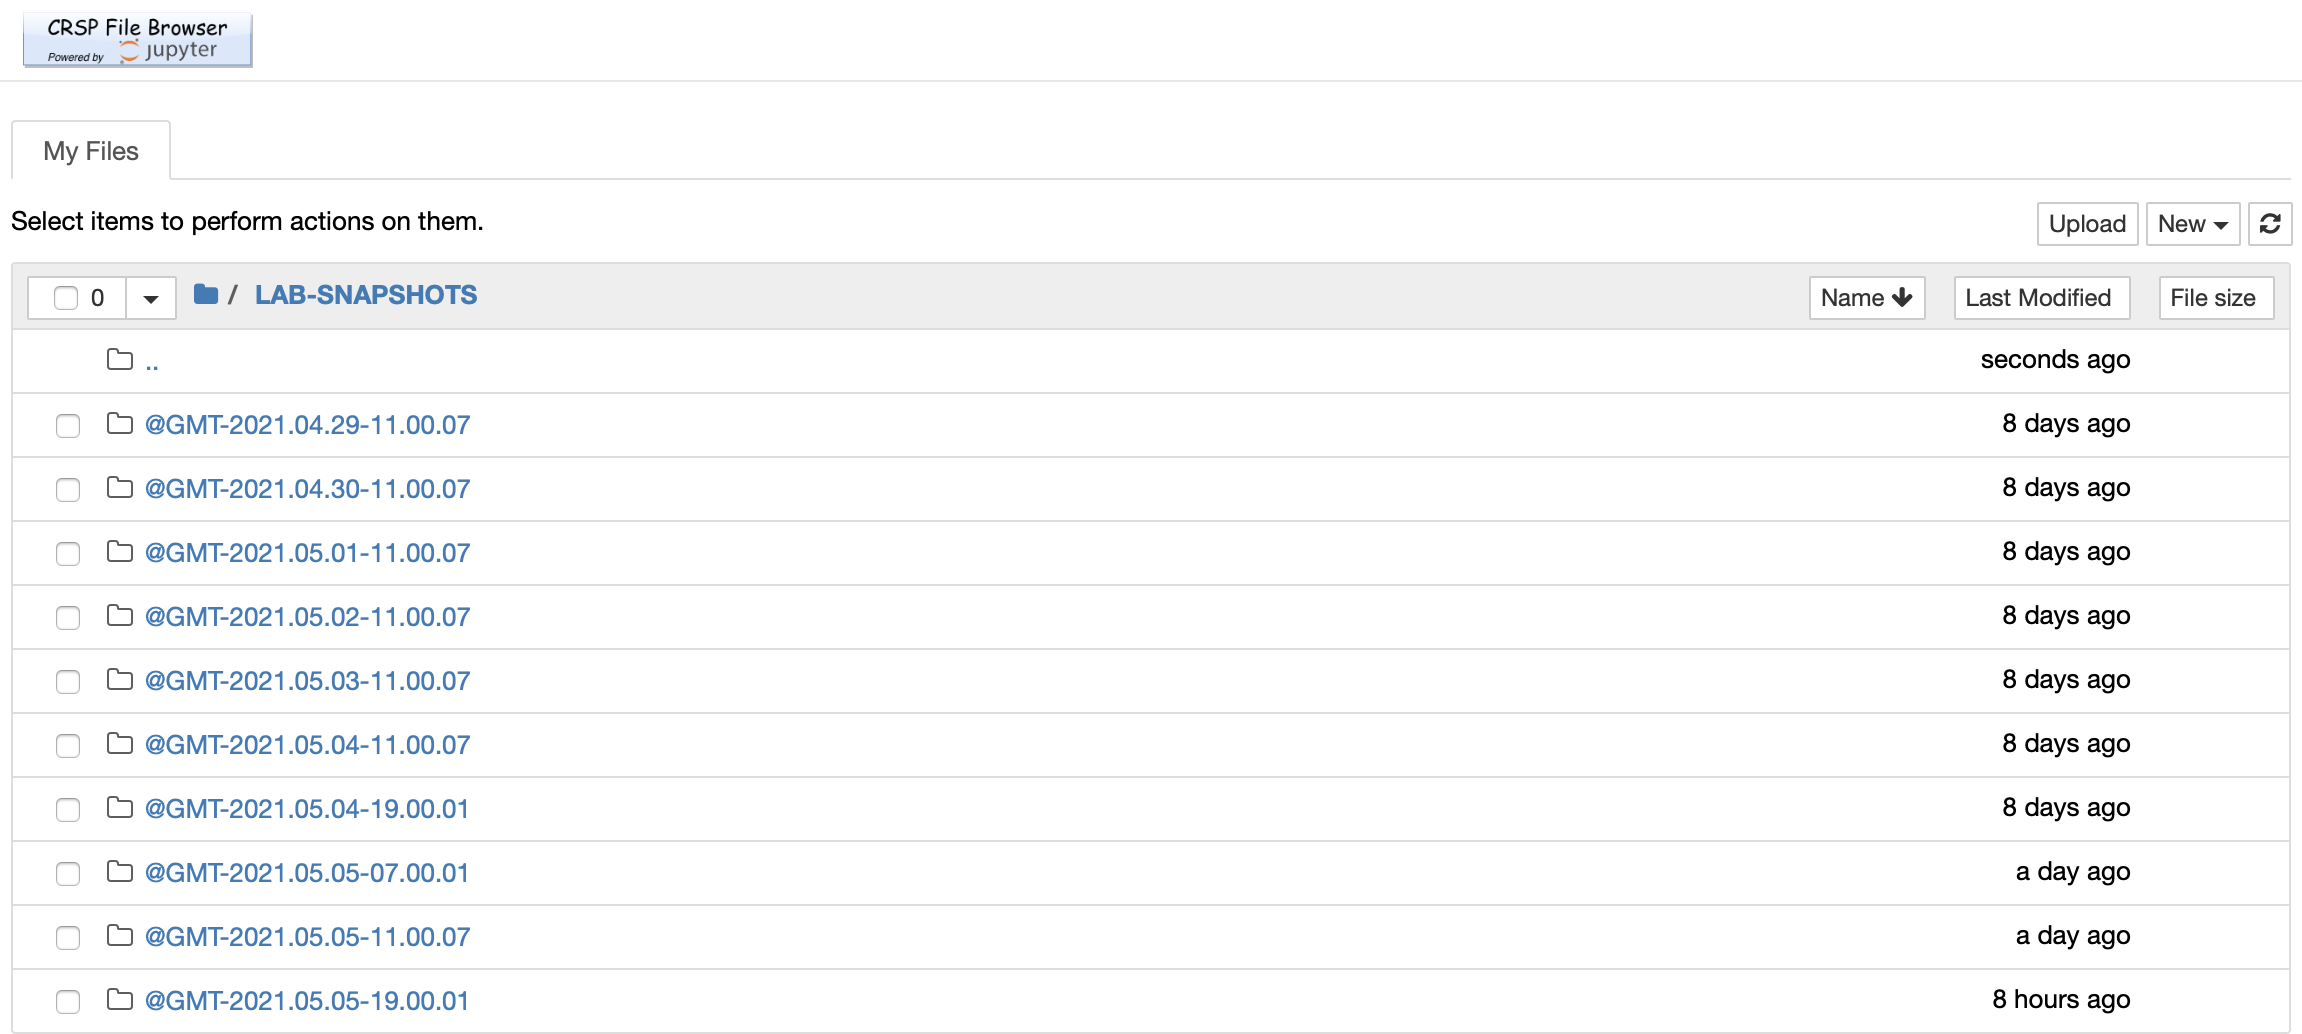 CRSP File Browser
Powered by jupyter
My Files
Select items to perform actions on them.
Upload New
0 / LAB-SNAPSHOTS Name Last Modified File size
.. seconds ago
@GMT-2021.04.29-11.00.07 8 days ago
@GMT-2021.04.30-11.00.07 8 days ago
@GMT-2021.05.01-11.00.07 8 days ago
@GMT-2021.05.02-11.00.07 8 days ago
@GMT-2021.05.03-11.00.07 8 days ago
@GMT-2021.05.04-11.00.07 8 days ago
@GMT-2021.05.04-19.00.01 8 days ago
@GMT-2021.05.05-07.00.01 a day ago
@GMT-2021.05.05-11.00.07 a day ago
@GMT-2021.05.05-19.00.01 8 hours ago